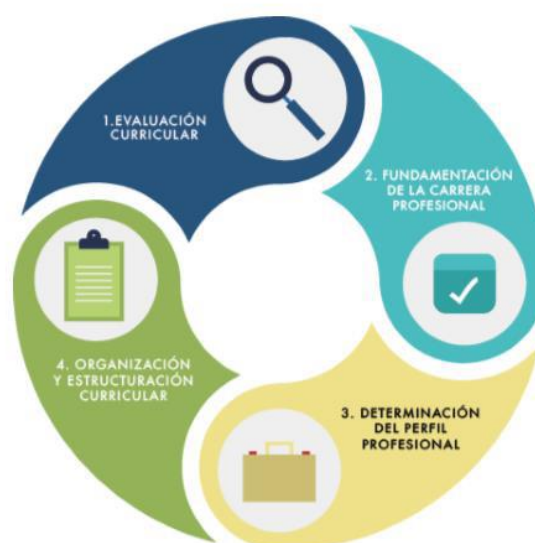 1.EVALUACIÓN
CURRICULAR
2. FUNDAMENTACIÓN
DE LA CARRERA
PROFESIONAL
3. DETERMINACIÓN
DEL PERFIL
PROFESIONAL
4. ORGANIZACIÓN
Y ESTRUCTURACIÓN
CURRICULAR